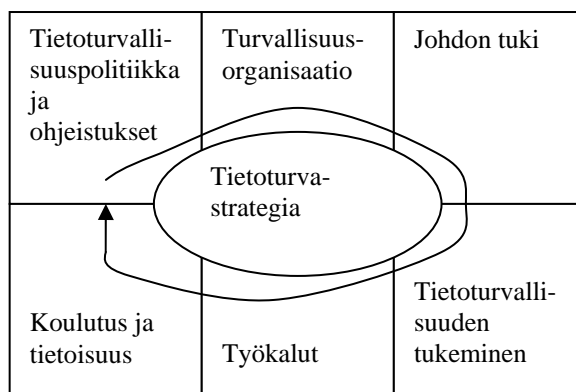 Tietoturvalli-
suuspolitiikka
ja
ohjeistukset
Turvallisuus-
organisaatio
Johdon tuki
Tietoturva-
strategia
Koulutus ja
tietoisuus
Työkalut
Tietoturvalli-
suuden
tukeminen